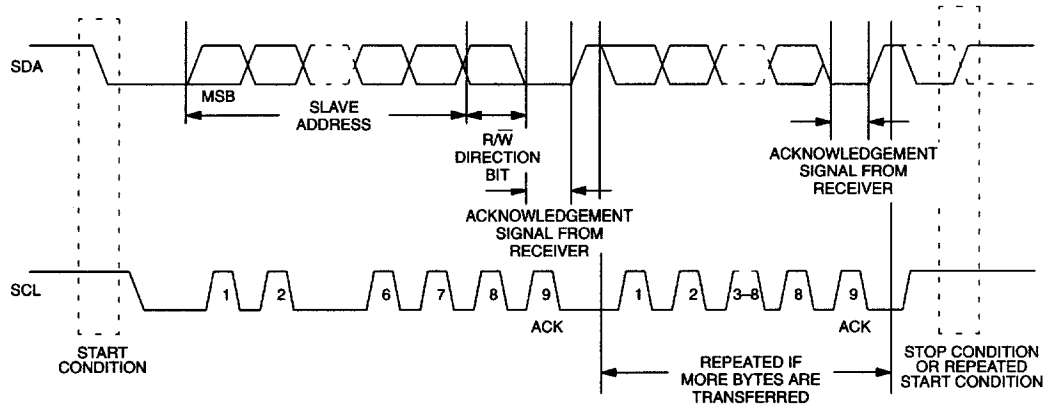 SDA
MSB
SLAVE
ADDRESS
R/W̅
DIRECTION
BIT
ACKNOWLEDGEMENT
SIGNAL FROM
RECEIVER
ACKNOWLEDGEMENT
SIGNAL FROM
RECEIVER
SCL
1 2 6 7 8 9 1 2 3–8 8 9
ACK ACK
START
CONDITION
REPEATED IF
MORE BYTES ARE
TRANSFERRED
STOP CONDITION
OR REPEATED
START CONDITION